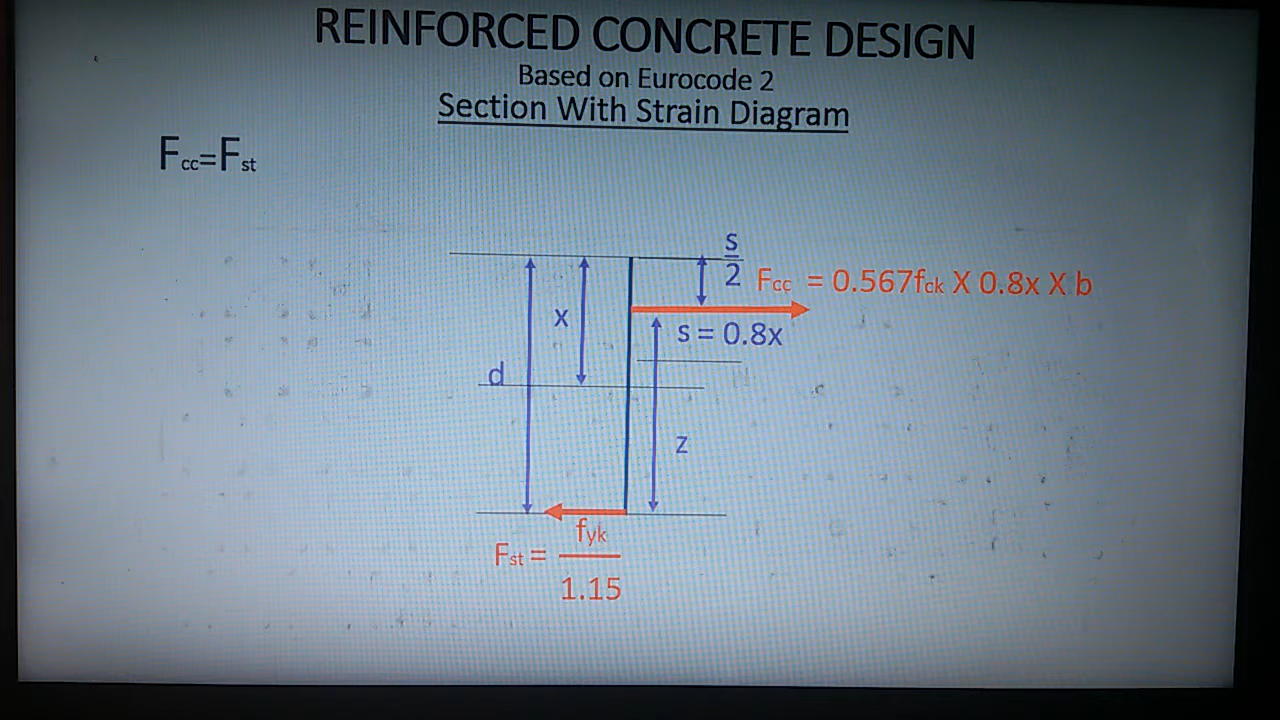 REINFORCED CONCRETE DESIGN
Based on Eurocode 2
Section With Strain Diagram
Fcc=Fst
s
2
Fcc = 0.567fck X 0.8x X b
x
s = 0.8x
d
z
fyk
Fst =
1.15